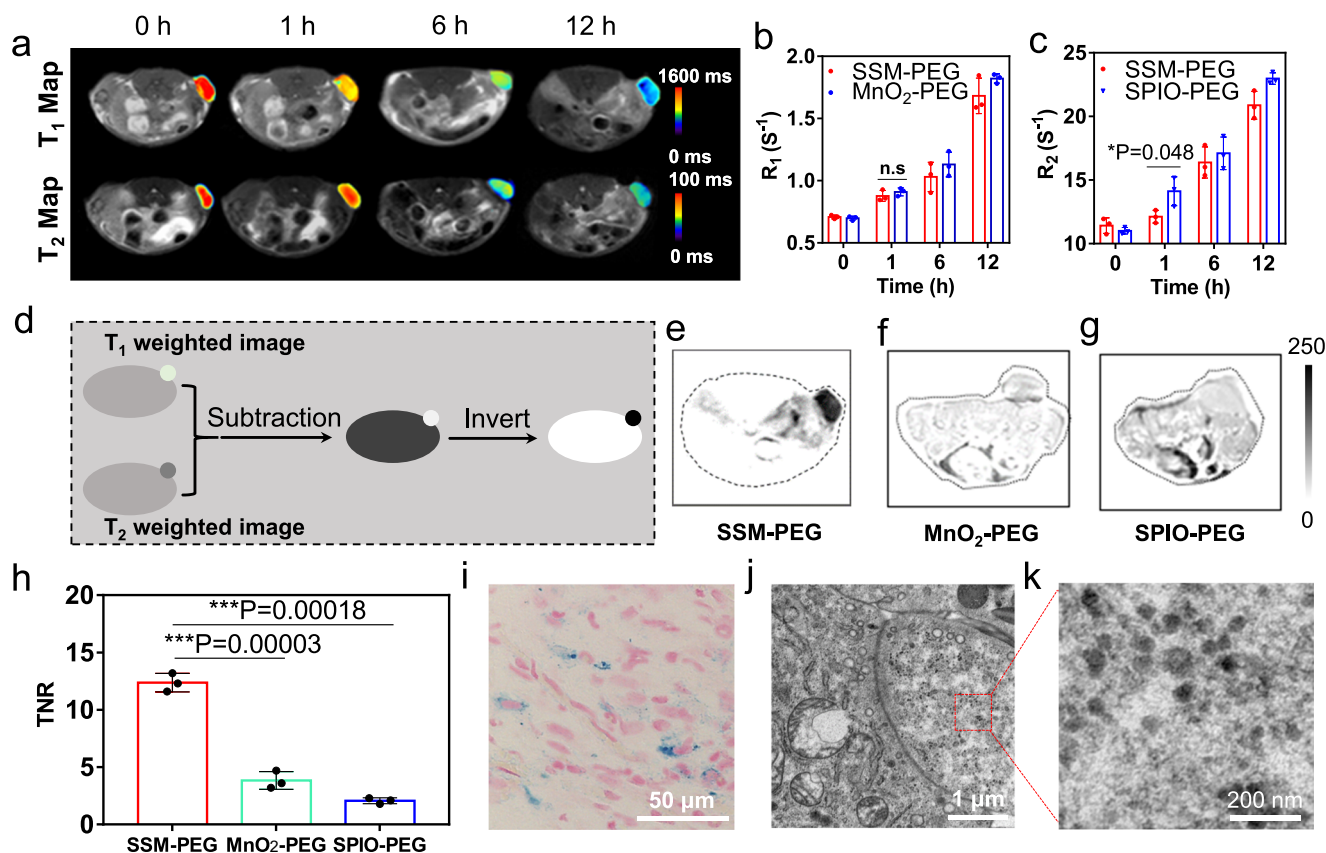 a
0 h 1 h 6 h 12 h
T₁ Map
1600 ms
0 ms
T₂ Map
100 ms
0 ms
b
2.0
1.5
1.0
0.5
R₁ (S⁻¹)
SSM-PEG
MnO₂-PEG
n.s
0 1 6 12
Time (h)
c
25
20
15
10
R₂ (S⁻¹)
SSM-PEG
SPIO-PEG
*P=0.048
0 1 6 12
Time (h)
d
T₁ weighted image
Subtraction
Invert
T₂ weighted image
e
SSM-PEG
f
MnO₂-PEG
g
SPIO-PEG
250
0
h
20
15
10
5
0
TNR
***P=0.00018
***P=0.00003
SSM-PEG MnO₂-PEG SPIO-PEG
i
50 µm
j
1 µm
k
200 nm